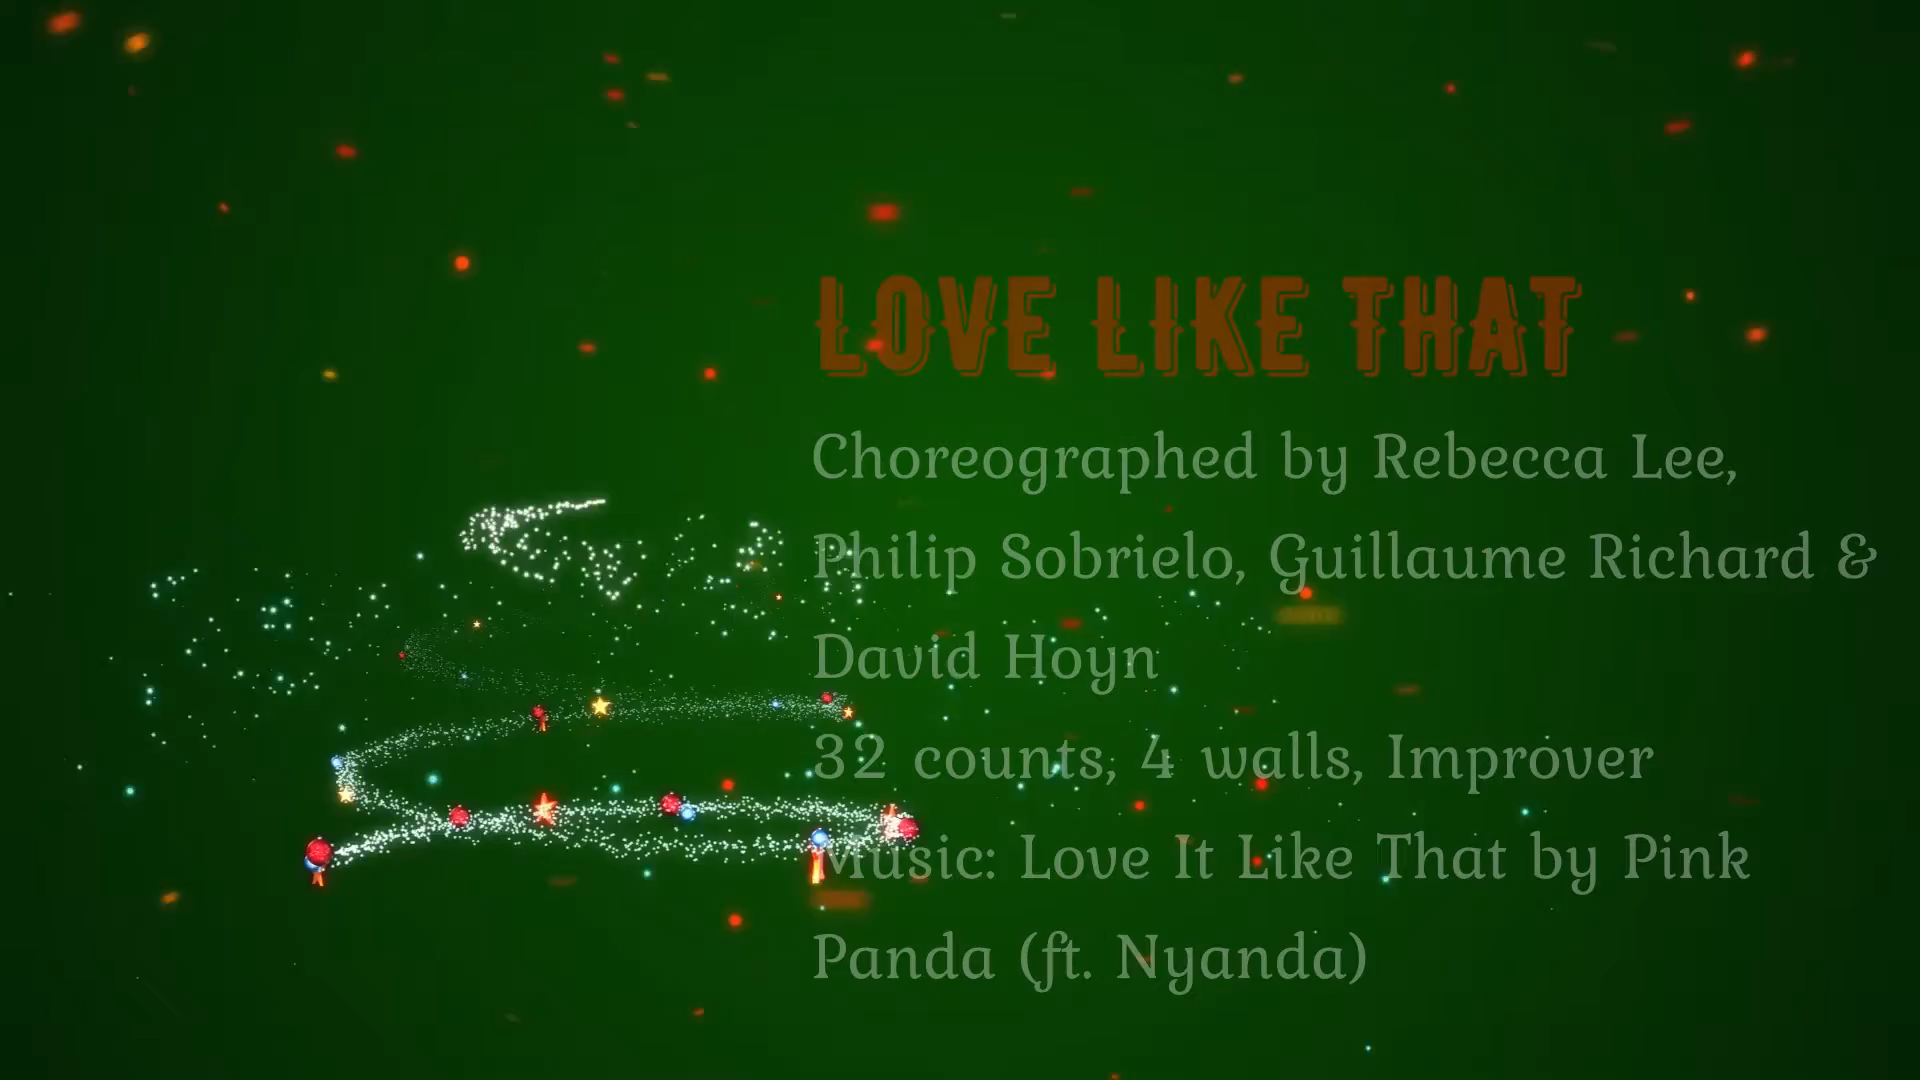 LOVE LIKE THAT
Choreographed by Rebecca Lee,
Philip Sobrielo, Guillaume Richard &
David Hoyn
32 counts, 4 walls, Improver
Music: Love It Like That by Pink
Panda (ft. Nyanda)